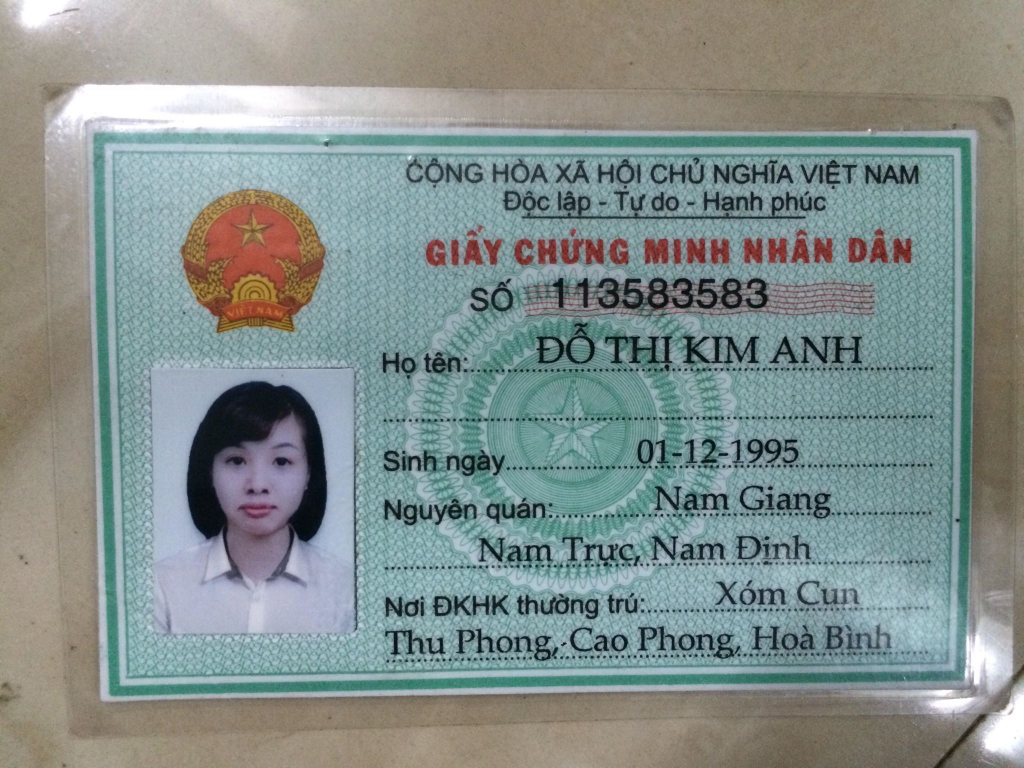 CỘNG HÒA XÃ HỘI CHỦ NGHĨA VIỆT NAM
Độc lập - Tự do - Hạnh phúc
GIẤY CHỨNG MINH NHÂN DÂN
SỐ 113583583
Họ tên: ĐỖ THỊ KIM ANH
Sinh ngày 01-12-1995
Nguyên quán: Nam Giang
Nam Trực, Nam Định
Nơi ĐKHK thường trú: Xóm Cun
Thu Phong, Cao Phong, Hoà Bình
VIỆT NAM